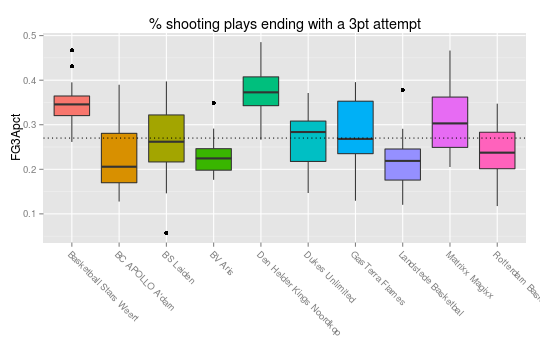 % shooting plays ending with a 3pt attempt
FG3Apct
0.5
0.4
0.3
0.2
0.1
Basketball Stars Weert
BC APOLLO A'dam
BS Leiden
BV Aris
Den Helder Kings Noordkop
Dukes Unlimited
GasTerra Flames
Landstede Basketbal
Matrixx Magixx
Rotterdam Bas